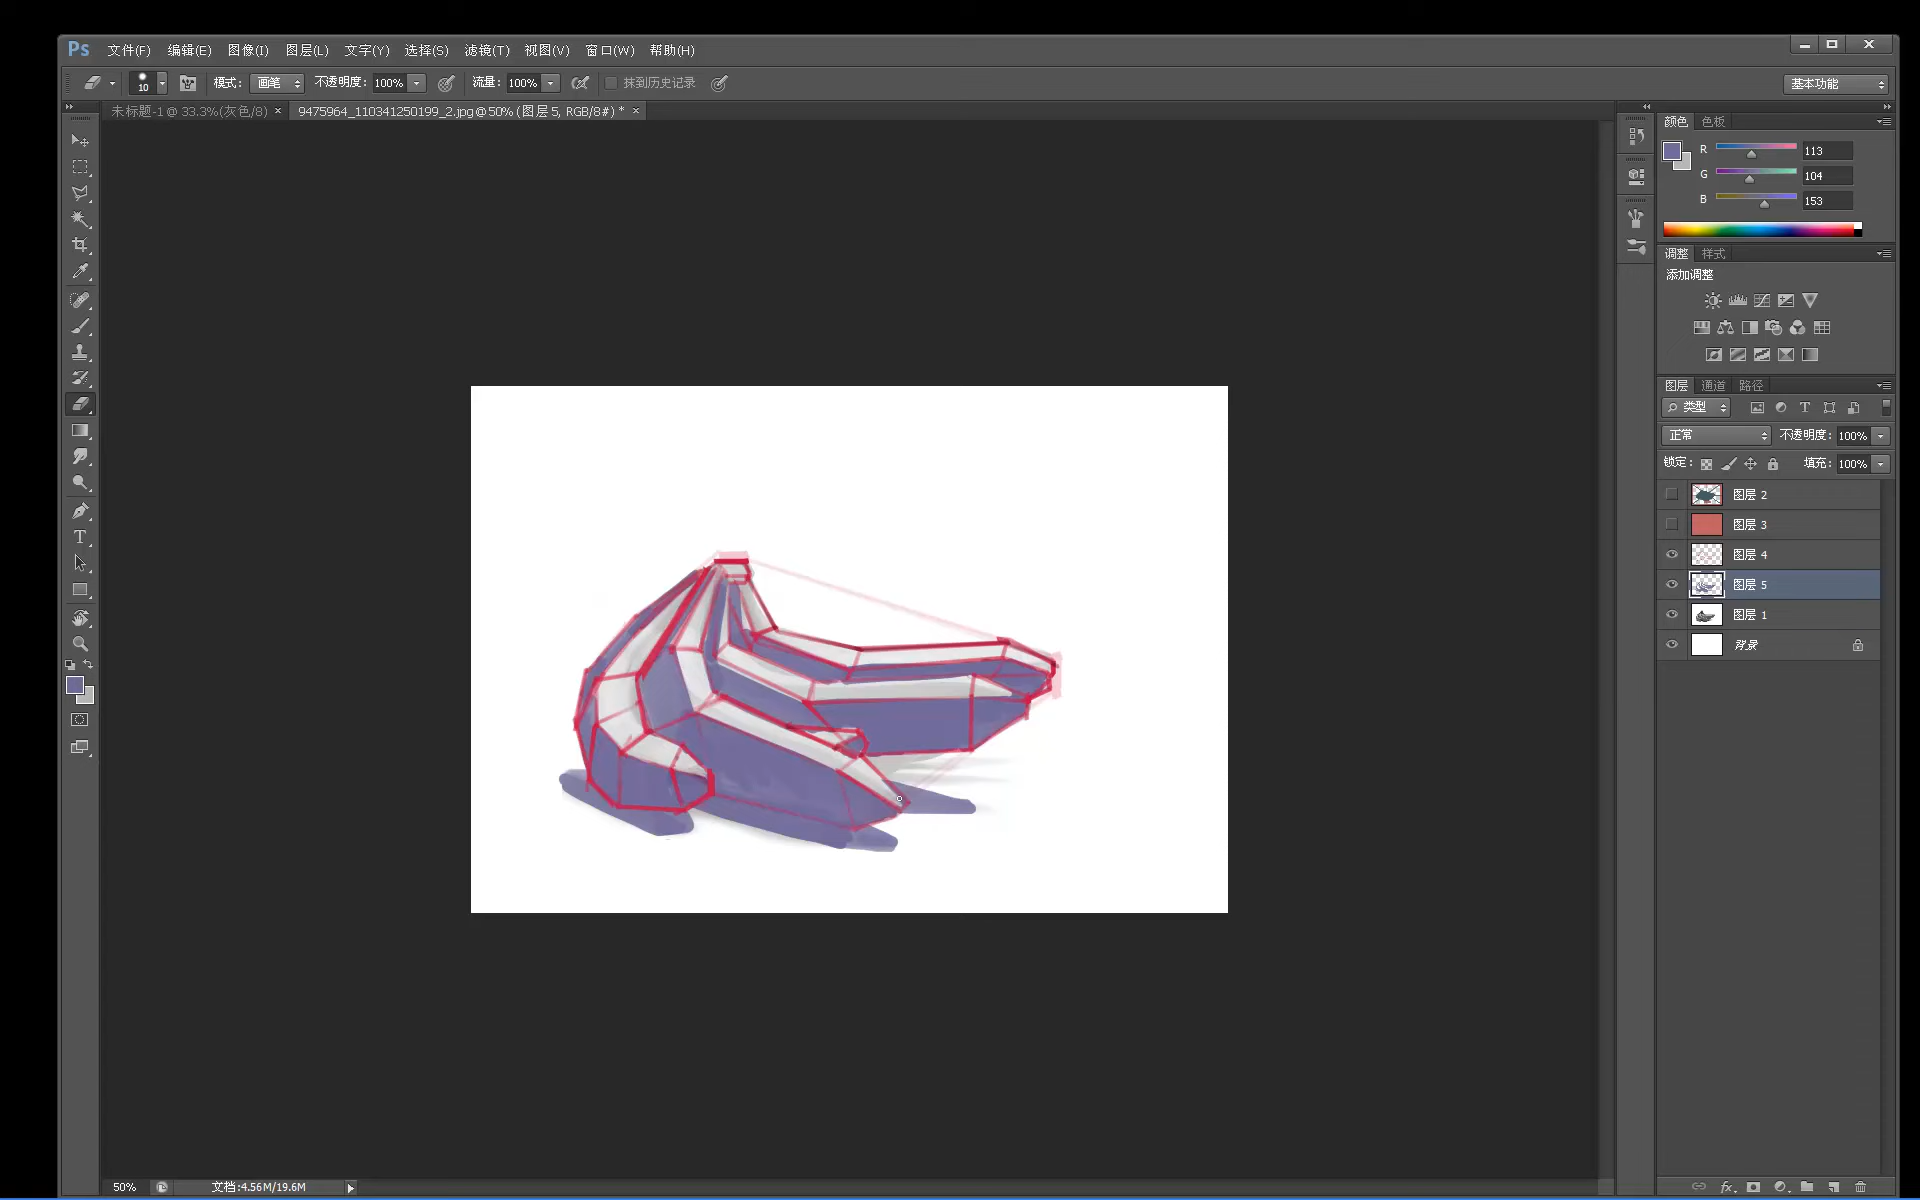 Ps 文件(F) 编辑(E) 图像(I) 图层(L) 文字(Y) 选择(S) 滤镜(T) 视图(V) 窗口(W) 帮助(H)
10 模式: 画笔 不透明度: 100% 流量: 100% 抹到历史记录 基本功能
未标题-1 @ 33.3%(灰色/8) × 9475964_110341250199_2.jpg @ 50% (图层 5, RGB/8#) * ×
颜色 色板
R 113
G 104
B 153
调整 样式
添加调整
图层 通道 路径
类型
正常 不透明度: 100%
锁定: 填充: 100%
图层 2
图层 3
图层 4
图层 5
图层 1
背景
50% 文档:4.56M/19.6M